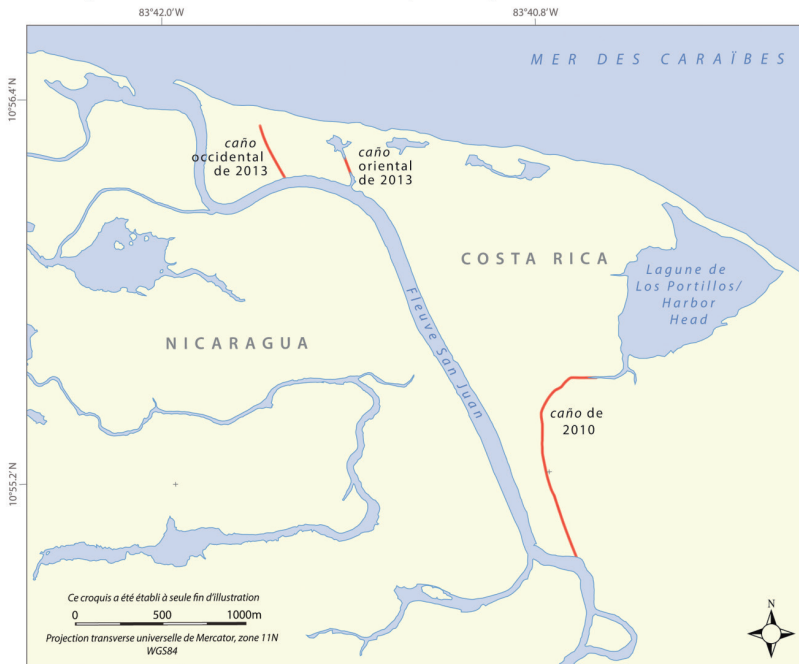 83°42.0’W
83°40.8’W
MER DES CARAÏBES
10°56.4’N
caño
occidental
de 2013
caño
oriental
de 2013
COSTA RICA
Lagune de
Los Portillos/
Harbor
Head
Fleuve San Juan
NICARAGUA
caño de
2010
10°55.2’N
Ce croquis a été établi à seule fin d’illustration
0 500 1000m
Projection transverse universelle de Mercator, zone 11N
WGS84
N